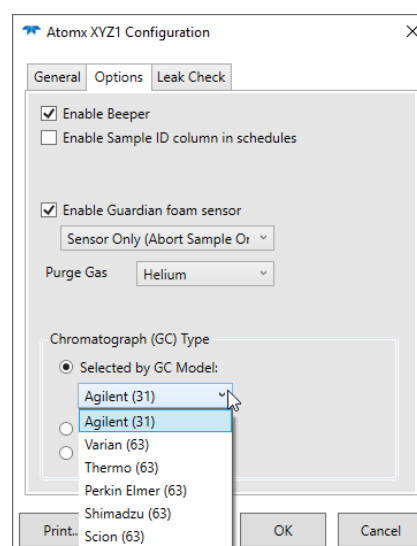 Atomx XYZ1 Configuration
General Options Leak Check
Enable Beeper
Enable Sample ID column in schedules
Enable Guardian foam sensor
Sensor Only (Abort Sample Or
Purge Gas Helium
Chromatograph (GC) Type
Selected by GC Model:
Agilent (31)
Agilent (31)
Varian (63)
Thermo (63)
Perkin Elmer (63)
Shimadzu (63)
Scion (63)
Print.. OK Cancel